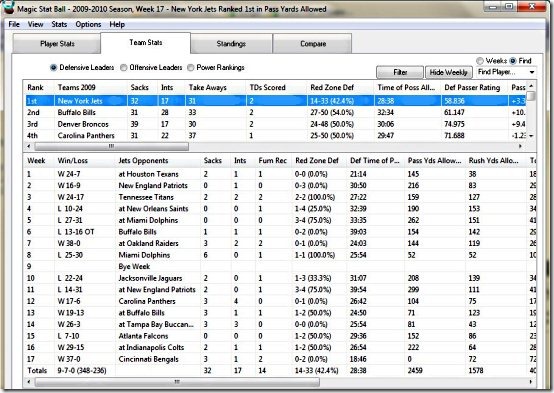 Magic Stat Ball - 2009-2010 Season, Week 17 - New York Jets Ranked 1st in Pass Yards Allowed
File View Stats Options Help
Player Stats Team Stats Standings Compare
Weeks Find
Defensive Leaders Offensive Leaders Power Rankings
Filter Hide Weekly Find Player...
Rank Teams 2009 Sacks Ints Take Aways TDs Scored Red Zone Def Time of Poss All... Def Passer Rating Pass
1st New York Jets 32 17 31 2 14-33 (42.4%) 28:38 58.836 +3.3
2nd Buffalo Bills 31 28 33 2 27-50 (54.0%) 32:34 61.147 +10.
3rd Denver Broncos 39 17 30 2 24-48 (50.0%) 30:06 74.975 +9.4
4th Carolina Panthers 31 22 37 1 25-50 (50.0%) 29:47 71.688 -1.23
Week Win/Loss Jets Opponents Sacks Ints Fum Rec Red Zone Def Def Time of P... Pass Yds Allow... Rush Yds Allow... To
1 W 24-7 at Houston Texans 2 1 1 0-0 (0.0%) 21:14 145 38
2 W 16-9 New England Patriots 0 1 0 0-3 (0.0%) 30:50 216 83
3 W 24-17 Tennessee Titans 2 2 2 2-2 (100.0%) 27:22 159 127
4 L 10-24 at New Orleans Saints 0 0 0 1-4 (25.0%) 32:39 190 153
5 L 27-31 at Miami Dolphins 2 0 0 3-4 (75.0%) 33:35 262 151
6 L 13-16 OT Buffalo Bills 1 1 0 0-2 (0.0%) 39:03 154 142
7 W 38-0 at Oakland Raiders 3 2 2 0-1 (0.0%) 24:03 144 119
8 L 25-30 Miami Dolphins 6 0 1 1-1 (100.0%) 25:54 52 52
9 Bye Week
10 L 22-24 Jacksonville Jaguars 2 0 1 1-3 (33.3%) 31:07 208 139
11 L 14-31 at New England Patriots 2 0 1 3-4 (75.0%) 39:54 299
12 W 17-6 Carolina Panthers 3 4 0 0-1 (0.0%) 26:42 104 75
13 W 19-13 at Buffalo Bills 3 1 1 1-2 (50.0%) 24:50 71 123
14 W 26-3 at Tampa Bay Buccan... 3 3 0 0-2 (0.0%) 25:54 81 43
15 L 7-10 Atlanta Falcons 0 0 2 1-2 (50.0%) 29:36 152 86
16 W 29-15 at Indianapolis Colts 2 1 2 1-2 (50.0%) 222 64
17 W 37-0 Cincinnati Bengals 3 1 2 0-2 (0.0%) 18:46 0 72
Totals 9-7-0 (348-236) 32 17 14 14-33 (42.4%) 28:38 2459 1578